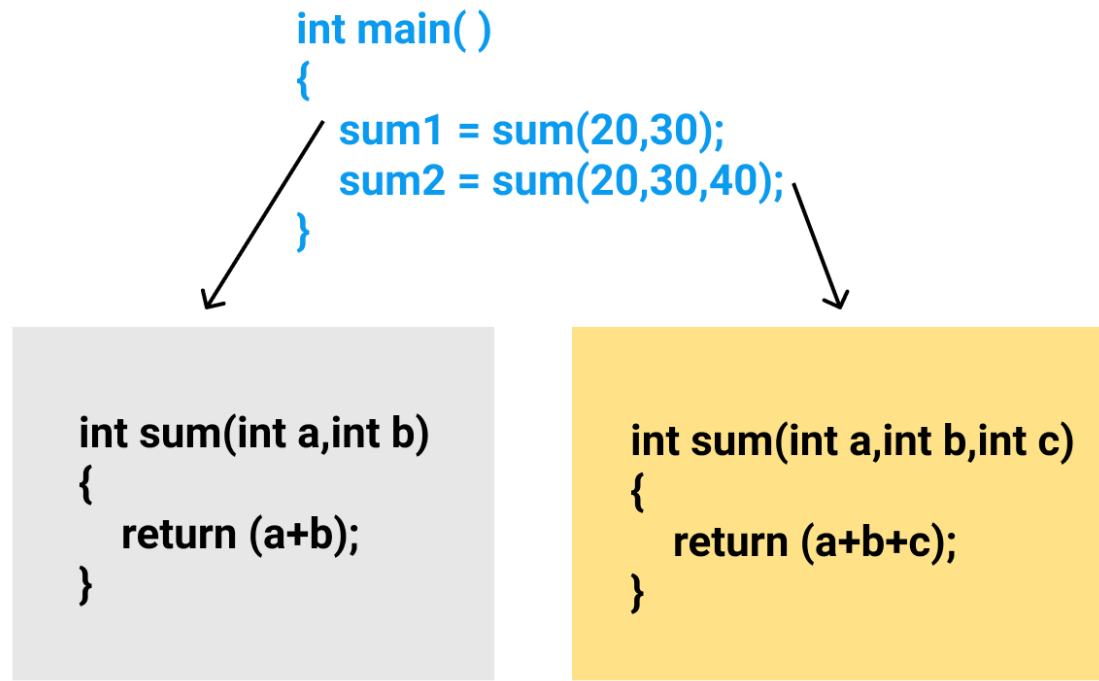 int main( )
{
sum1 = sum(20,30);
sum2 = sum(20,30,40);
}
int sum(int a,int b)
{
return (a+b);
}
int sum(int a,int b,int c)
{
return (a+b+c);
}